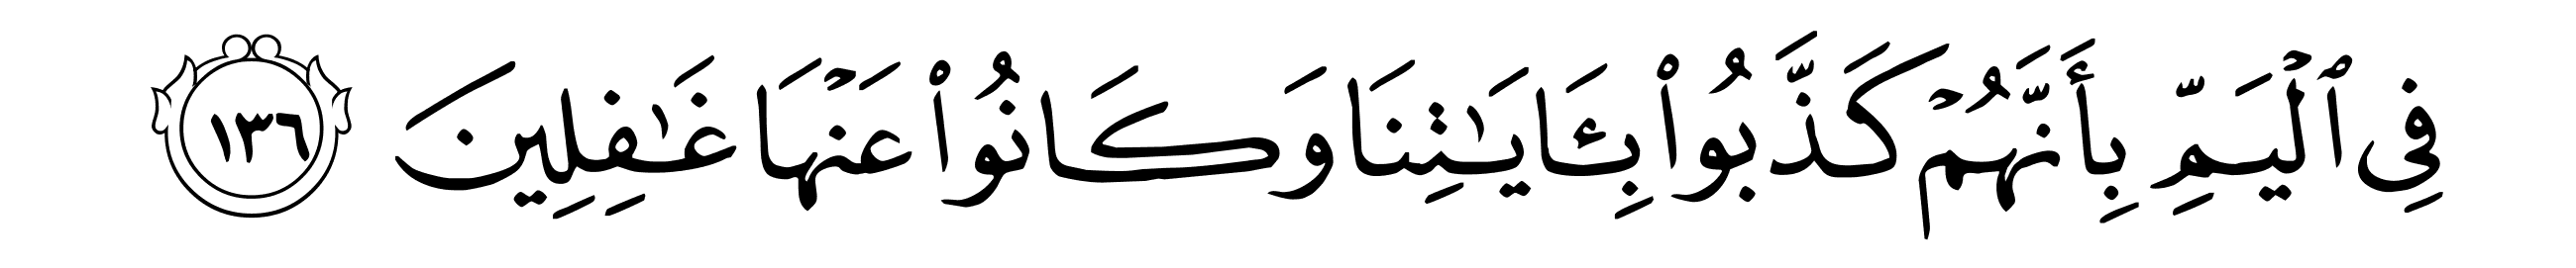 فِي ٱلۡيَمِّ بِأَنَّهُمۡ كَذَّبُواْ بِـَٔايَٰتِنَا وَكَانُواْ عَنۡهَا غَٰفِلِينَ ١٣٦